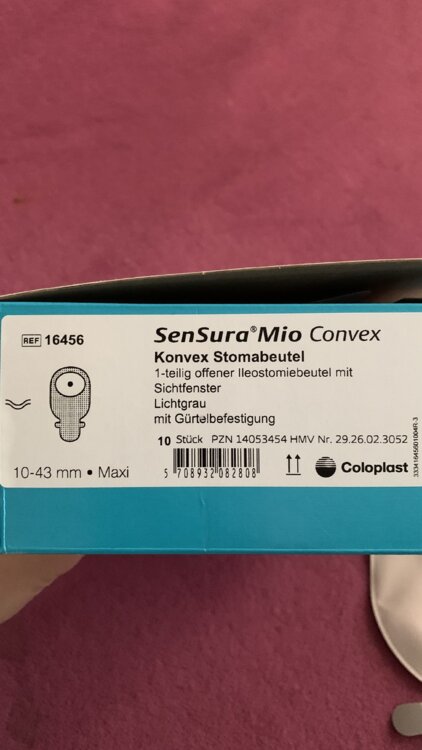 REF 16456
SenSura® Mio Convex
Konvex Stomabeutel
1-teilig offener Ileostomiebeutel mit
Sichtfenster
Lichtgrau
mit Gürtelbefestigung
10 Stück PZN 14053454 HMV Nr. 29.26.02.3052
10-43 mm • Maxi
5 708932 082808
Coloplast